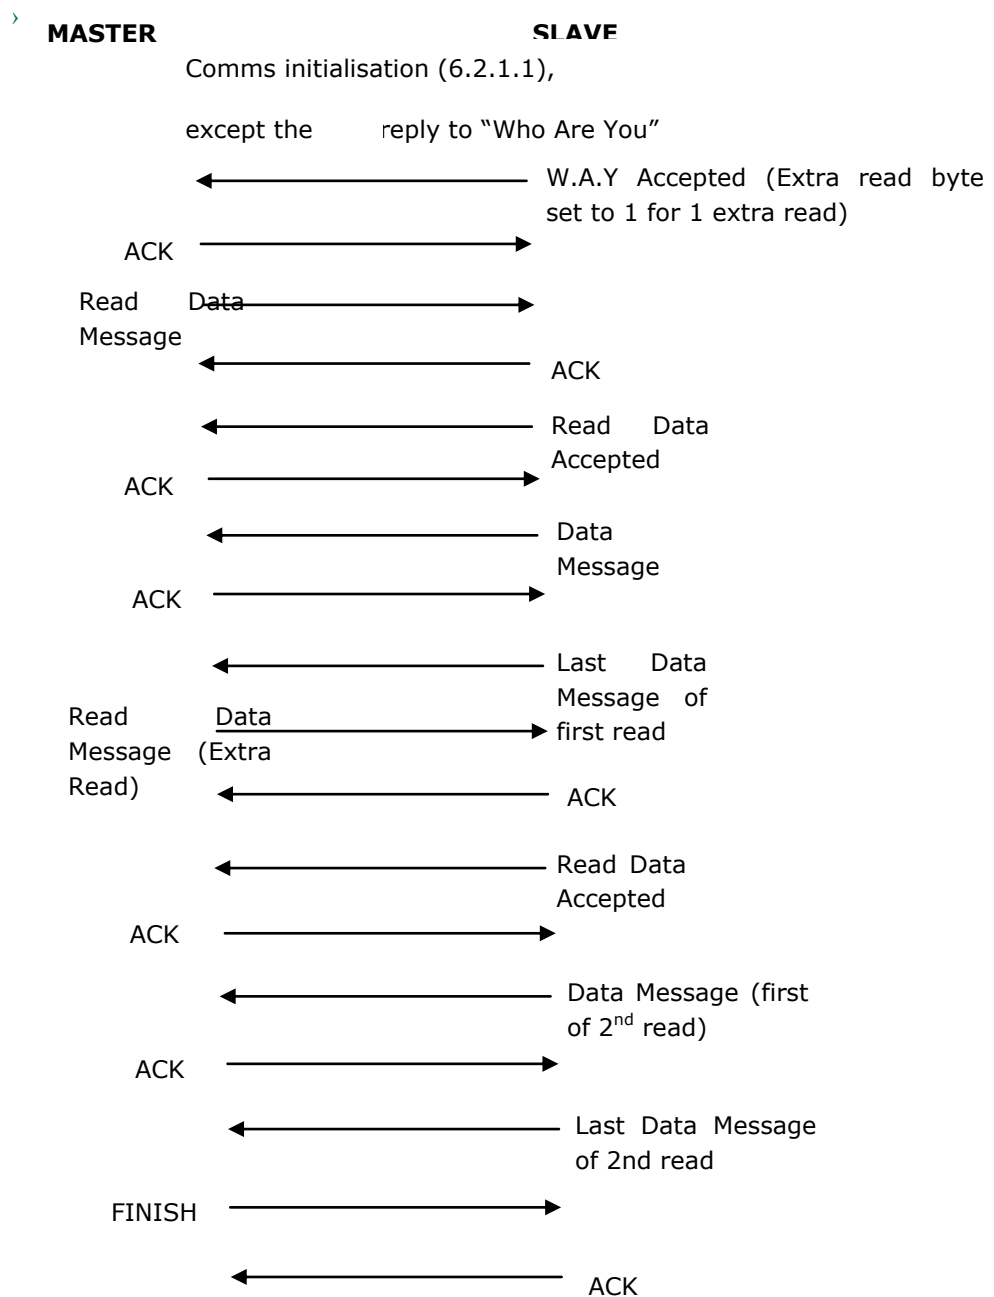 ›
MASTER SLAVE
Comms initialisation (6.2.1.1),
except the reply to “Who Are You”
W.A.Y Accepted (Extra read byte
set to 1 for 1 extra read)
ACK
Read Data
Message
ACK
Read Data
Accepted
ACK
Data
Message
ACK
Last Data
Message of
first read
Read Data
Message (Extra
Read)
ACK
Read Data
Accepted
ACK
Data Message (first
of 2nd read)
ACK
Last Data Message
of 2nd read
FINISH
ACK